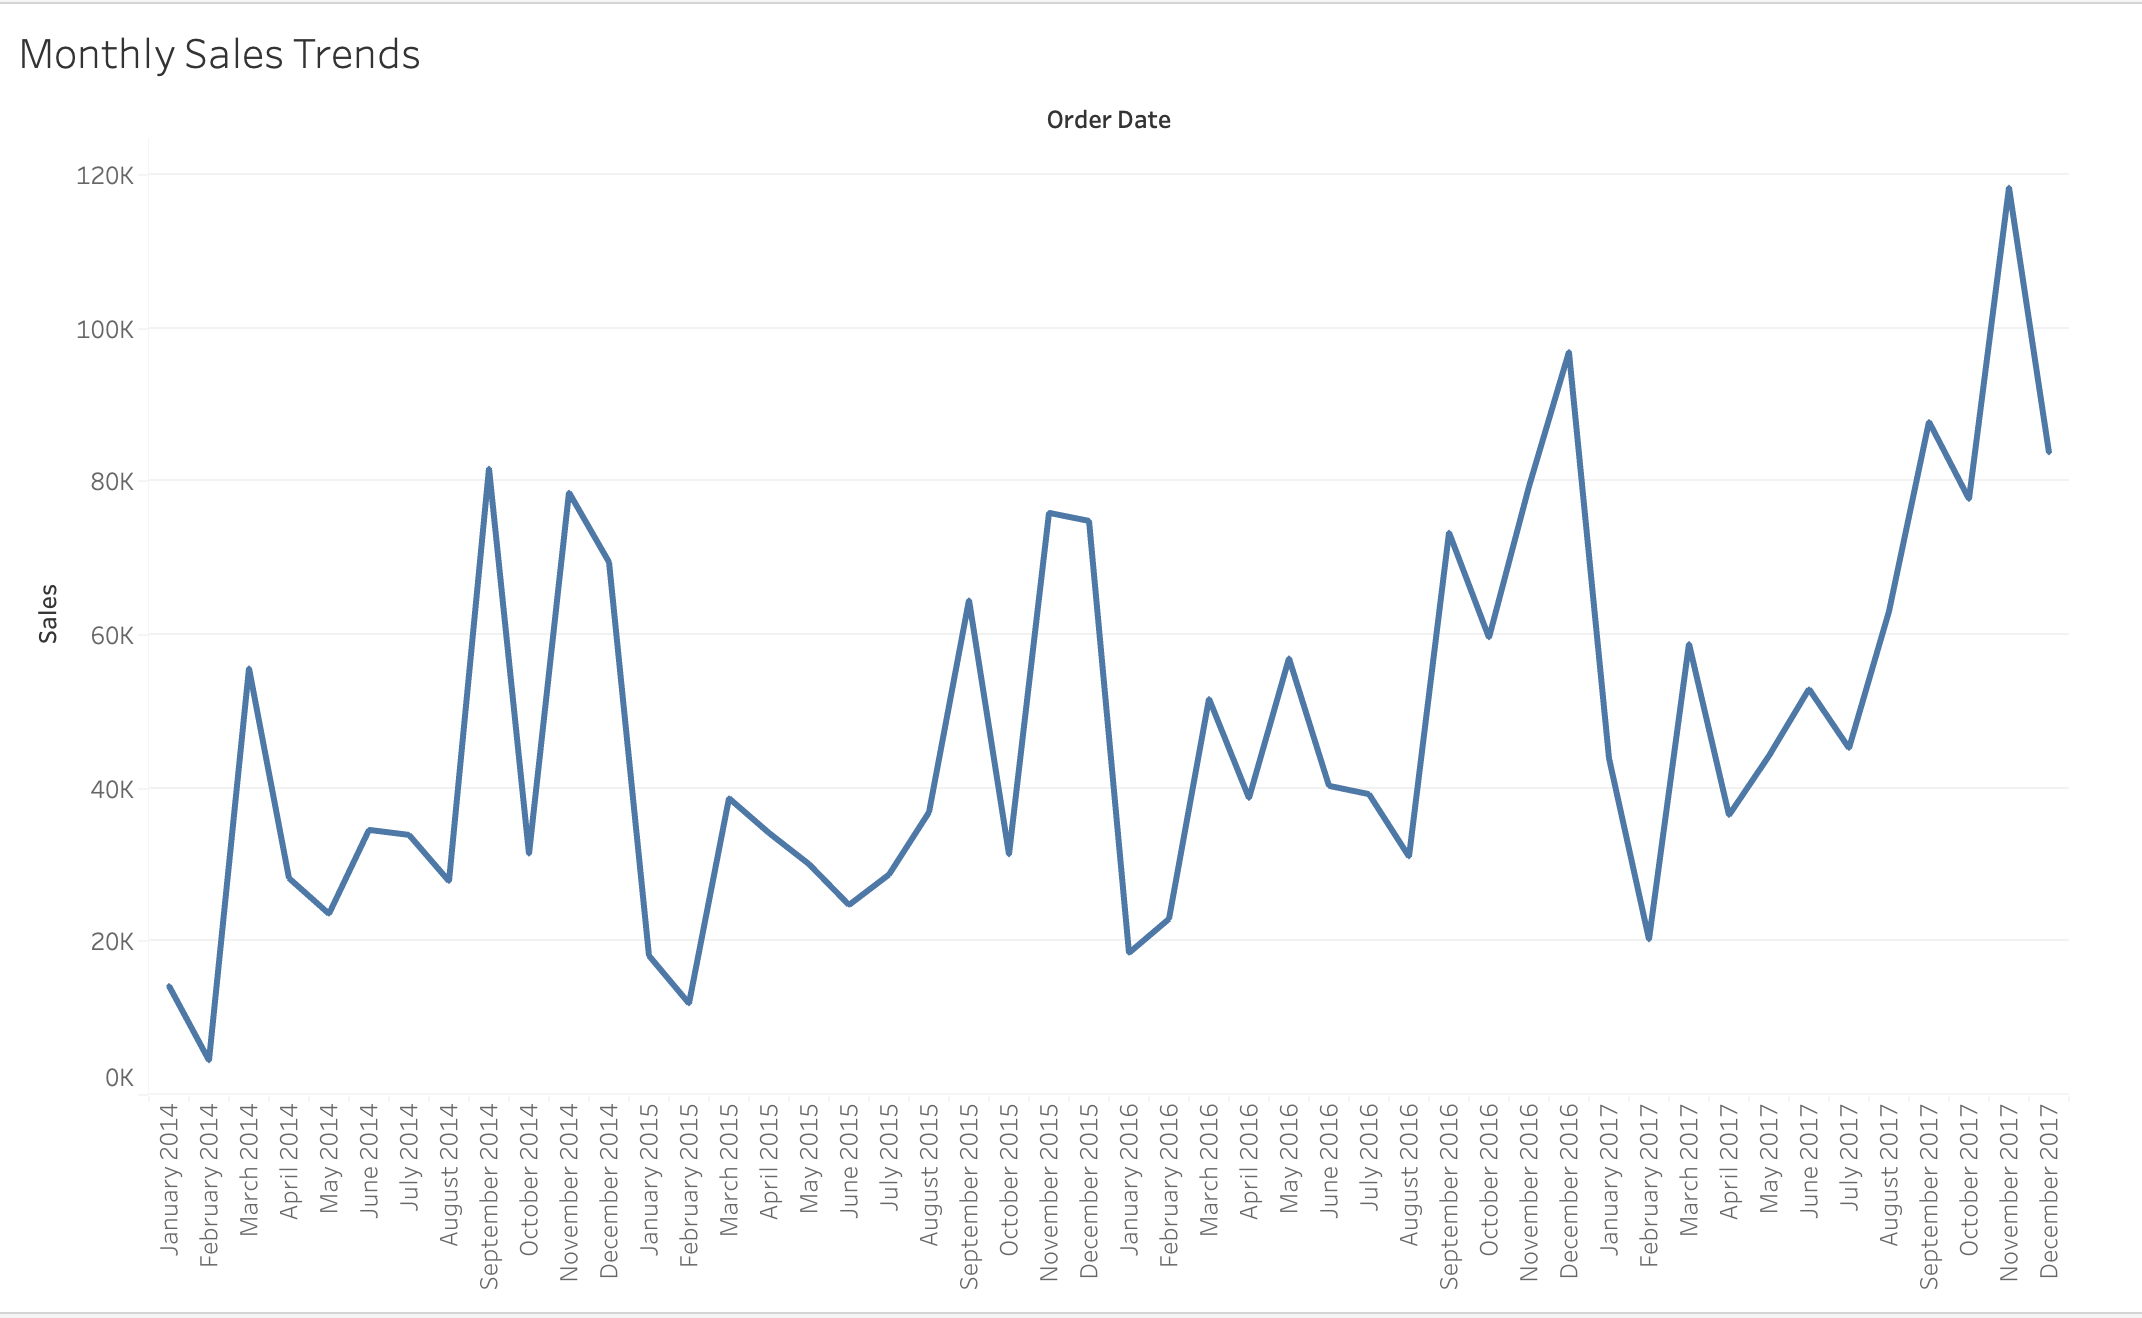 Monthly Sales Trends
Order Date
120K
100K
80K
60K
40K
20K
0K
Sales
January 2014
February 2014
March 2014
April 2014
May 2014
June 2014
July 2014
August 2014
September 2014
October 2014
November 2014
December 2014
January 2015
February 2015
March 2015
April 2015
May 2015
June 2015
July 2015
August 2015
September 2015
October 2015
November 2015
December 2015
January 2016
February 2016
March 2016
April 2016
May 2016
June 2016
July 2016
August 2016
September 2016
October 2016
November 2016
December 2016
January 2017
February 2017
March 2017
April 2017
May 2017
June 2017
July 2017
August 2017
September 2017
October 2017
November 2017
December 2017